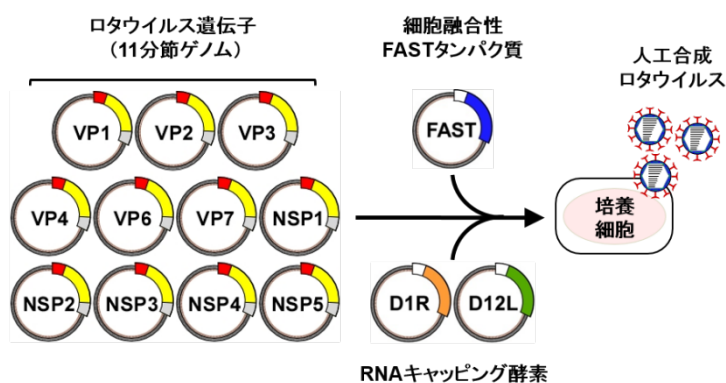 ロタウイルス遺伝子
（11分節ゲノム）
VP1
VP2
VP3
VP4
VP6
VP7
NSP1
NSP2
NSP3
NSP4
NSP5
細胞融合性
FASTタンパク質
FAST
D1R
D12L
RNAキャッピング酵素
人工合成
ロタウイルス
培養
細胞